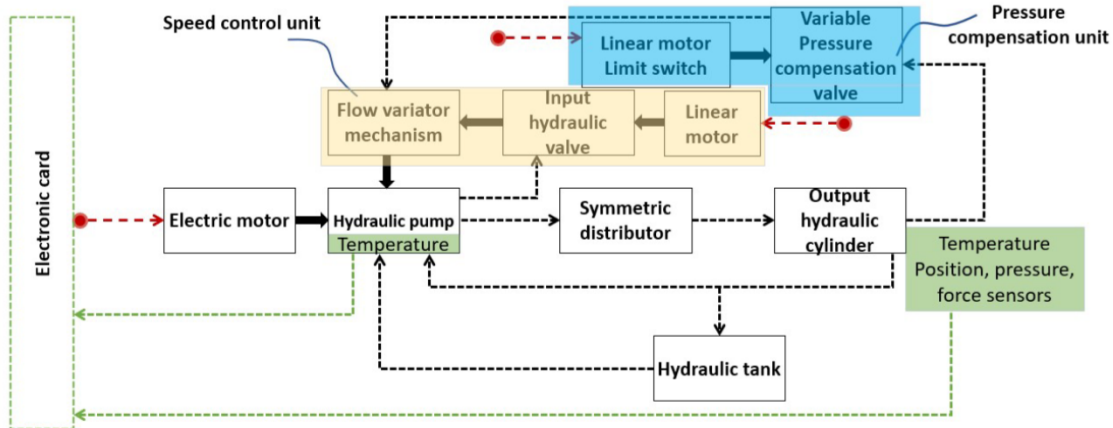 Speed control unit
Pressure
compensation unit
Variable
Pressure
compensation
valve
Linear motor
Limit switch
Flow variator
mechanism
Input
hydraulic
valve
Linear
motor
Electronic card
Electric motor
Hydraulic pump
Temperature
Symmetric
distributor
Output
hydraulic
cylinder
Temperature
Position, pressure,
force sensors
Hydraulic tank